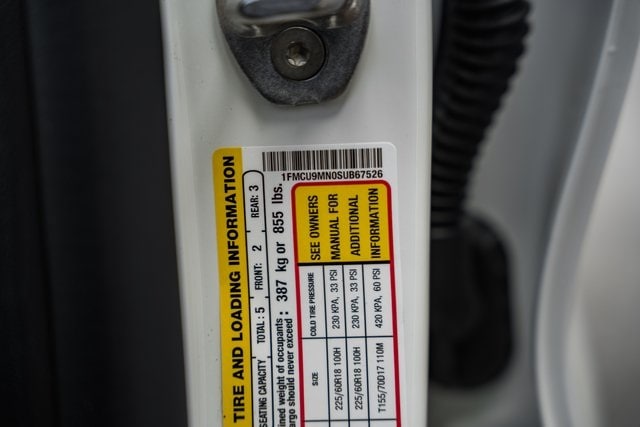 1FMCU9MN0SUB67526
TIRE AND LOADING INFORMATION
SEATING CAPACITY TOTAL: 5 FRONT: 2 REAR: 3
weight of occupants
should never exceed : 387 kg or 855 lbs.
SIZE COLD TIRE PRESSURE SEE OWNERS
225/60R18 100H 230 KPA, 33 PSI MANUAL FOR
225/60R18 100H 230 KPA, 33 PSI ADDITIONAL
T155/70D17 110M 420 KPA, 60 PSI INFORMATION